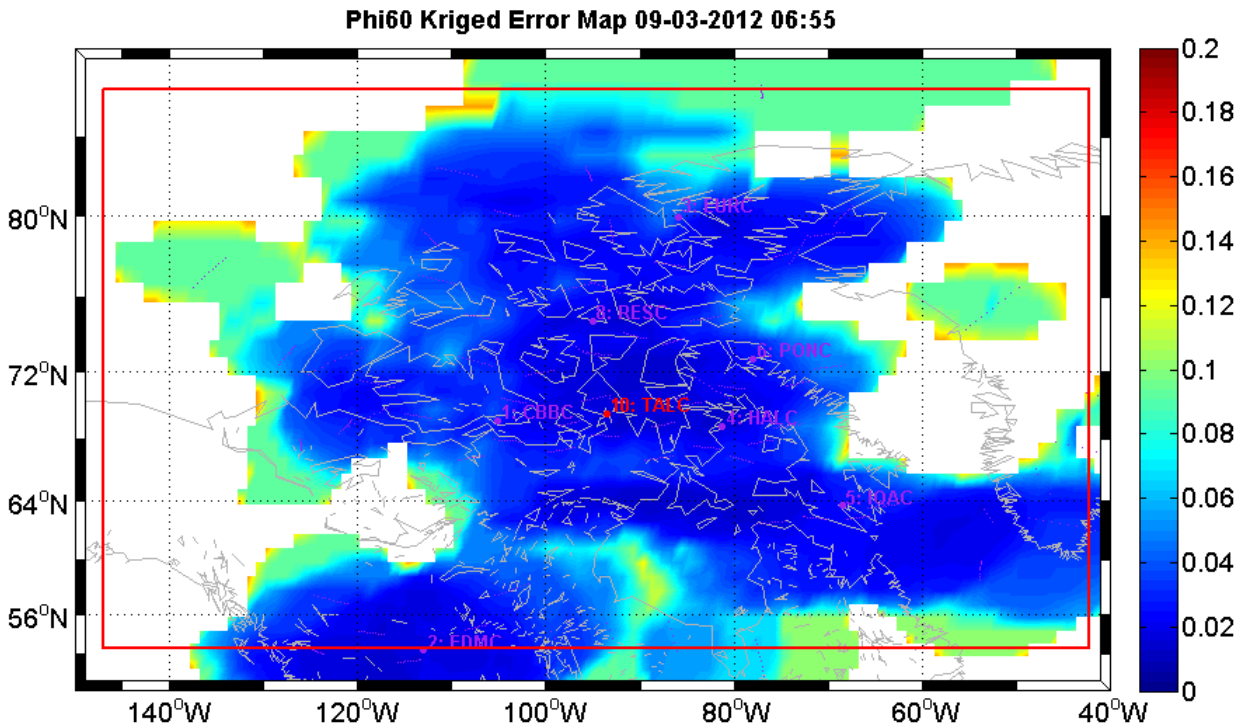 Phi60 Kriged Error Map 09-03-2012 06:55
0.2
0.18
0.16
0.14
0.12
0.1
0.08
0.06
0.04
0.02
0
80°N
72°N
64°N
56°N
3: EURC
8: RESC
6: PONC
10: TALC
1: CBBC
4: HALC
5: IQAC
2: EDMC
140°W 120°W 100°W 80°W 60°W 40°W